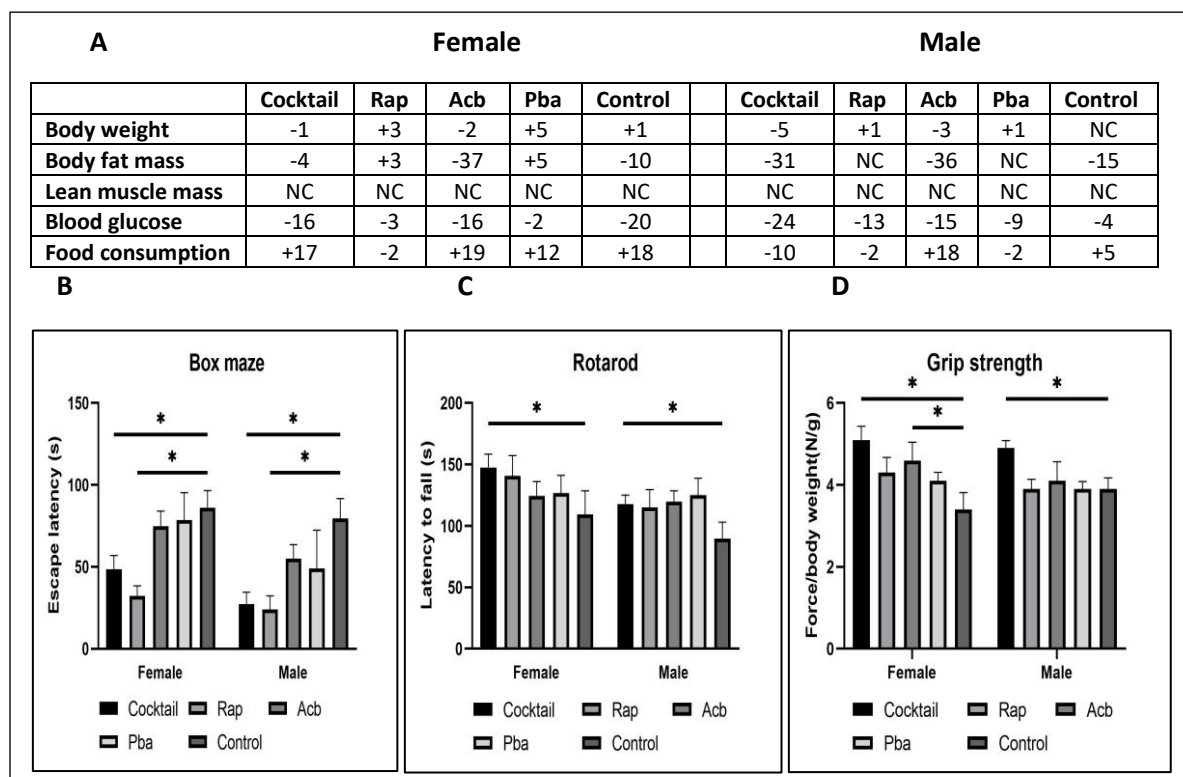 A Female Male
Cocktail Rap Acb Pba Control Cocktail Rap Acb Pba Control
Body weight -1 +3 -2 +5 +1 -5 +1 -3 +1 NC
Body fat mass -4 +3 -37 +5 -10 -31 NC -36 NC -15
Lean muscle mass NC NC NC NC NC NC NC NC NC NC
Blood glucose -16 -3 -16 -2 -20 -24 -13 -15 -9 -4
Food consumption +17 -2 +19 +12 +18 -10 -2 +18 -2 +5
B C D
Box maze
Escape latency (s)
150
100
50
0
* *
* *
Female Male
Cocktail Rap Acb
Pba Control
Rotarod
Latency to fall (s)
200
150
100
50
0
* *
Female Male
Cocktail Rap Acb
Pba Control
Grip strength
Force/body weight(N/g)
6
4
2
0
* *
*
Female Male
Cocktail Rap Acb
Pba Control